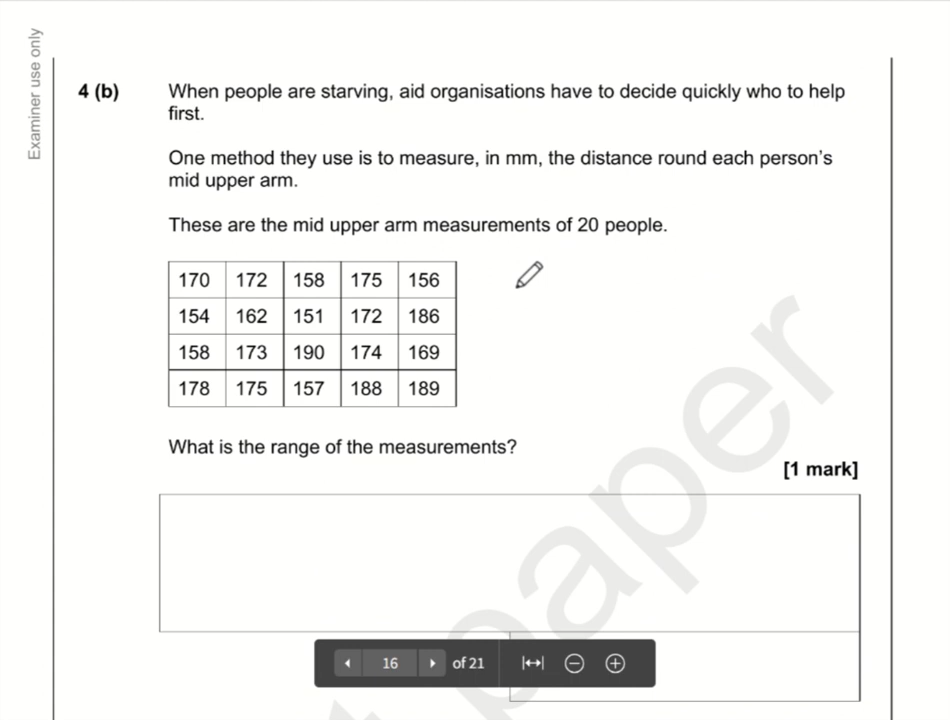 Examiner use only
4 (b) When people are starving, aid organisations have to decide quickly who to help
first.
One method they use is to measure, in mm, the distance round each person's
mid upper arm.
These are the mid upper arm measurements of 20 people.
170 172 158 175 156
154 162 151 172 186
158 173 190 174 169
178 175 157 188 189
What is the range of the measurements?
[1 mark]
paper
16 of 21